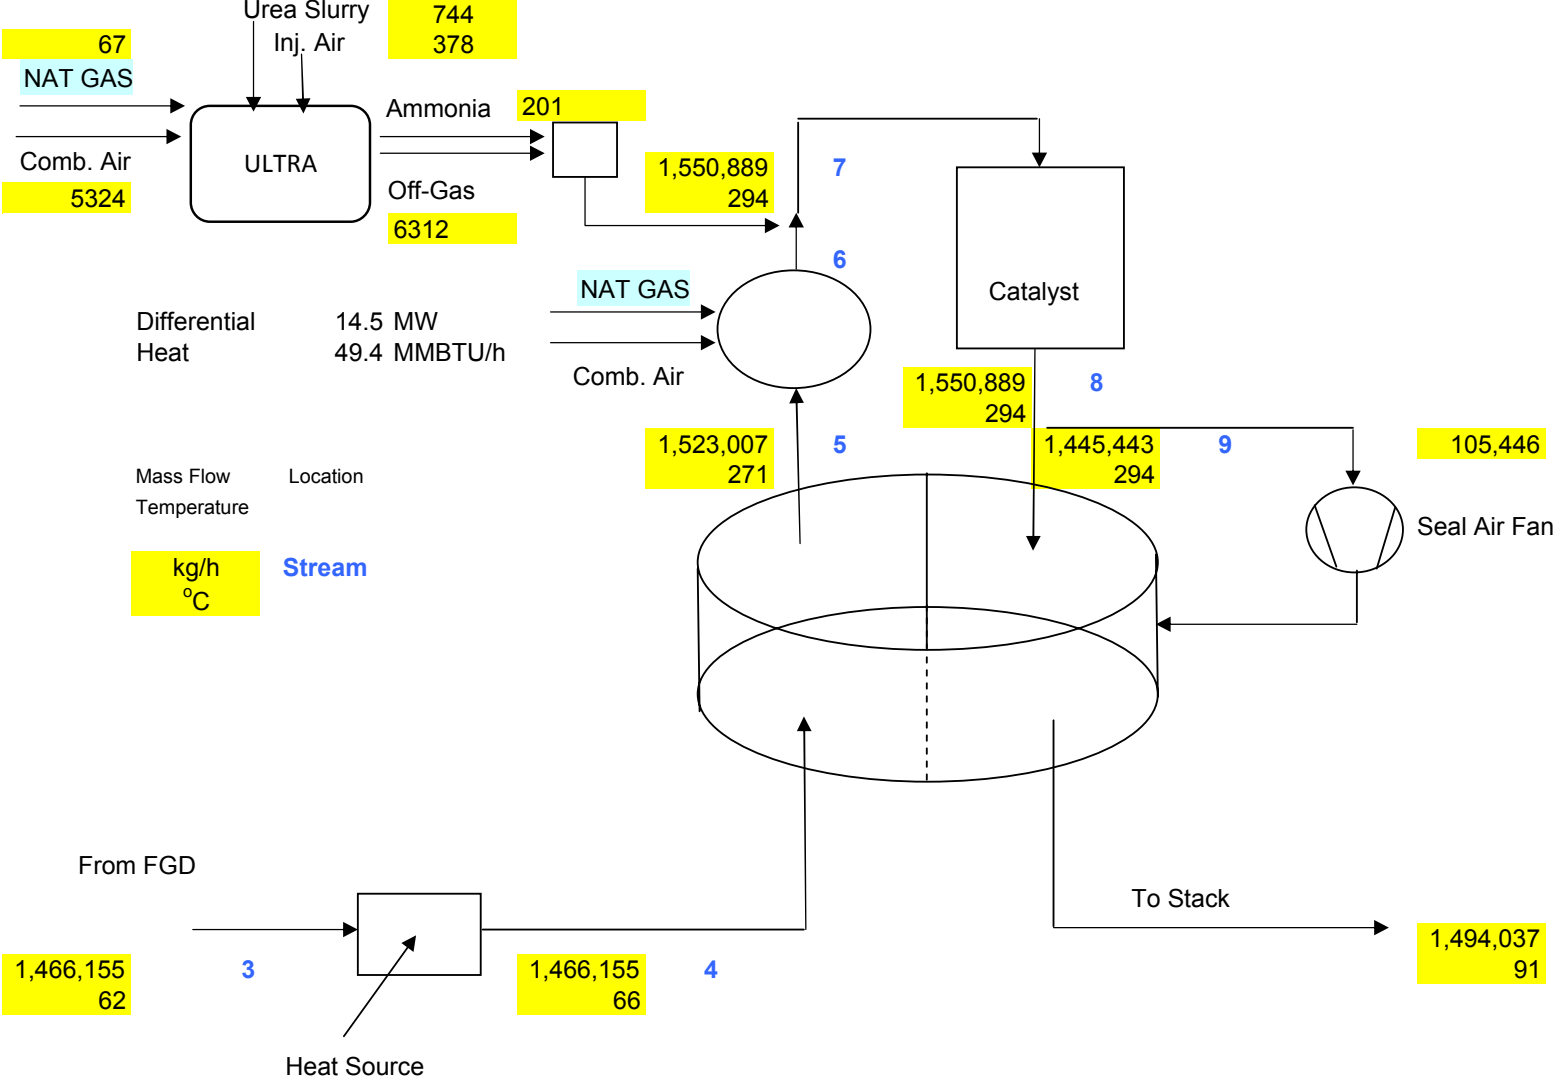 Urea Slurry
744
67
Inj. Air
378
NAT GAS
Ammonia
201
Comb. Air
ULTRA
1,550,889
7
5324
Off-Gas
294
6312
6
NAT GAS
Catalyst
Differential
14.5 MW
Heat
49.4 MMBTU/h
Comb. Air
1,550,889
8
294
1,523,007
5
1,445,443
9
105,446
271
294
Mass Flow
Location
Temperature
Seal Air Fan
kg/h
Stream
°C
From FGD
To Stack
1,494,037
1,466,155
3
1,466,155
4
91
62
66
Heat Source